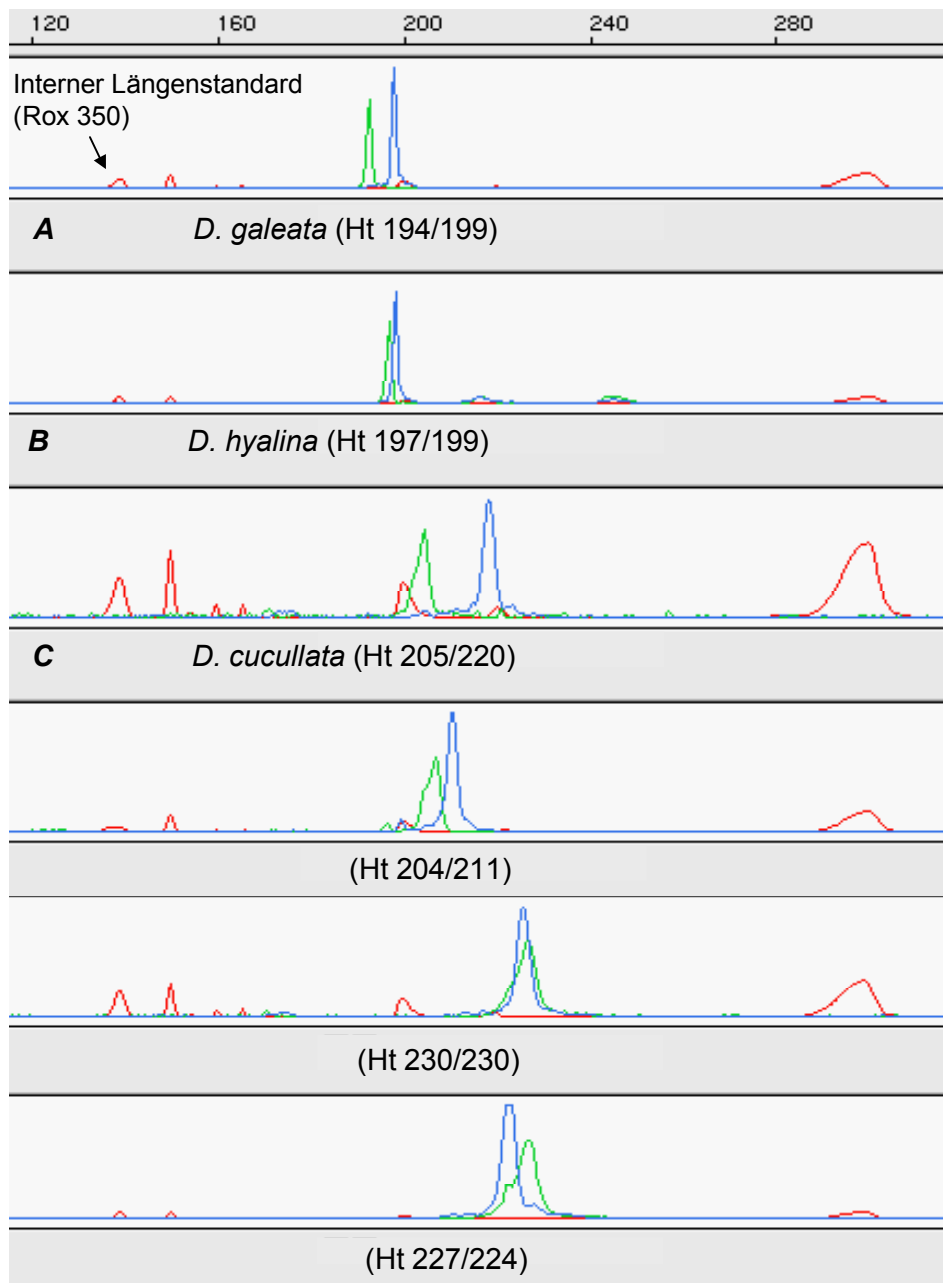 120 160 200 240 280
Interner Längenstandard
(Rox 350)
A D. galeata (Ht 194/199)
B D. hyalina (Ht 197/199)
C D. cucullata (Ht 205/220)
(Ht 204/211)
(Ht 230/230)
(Ht 227/224)